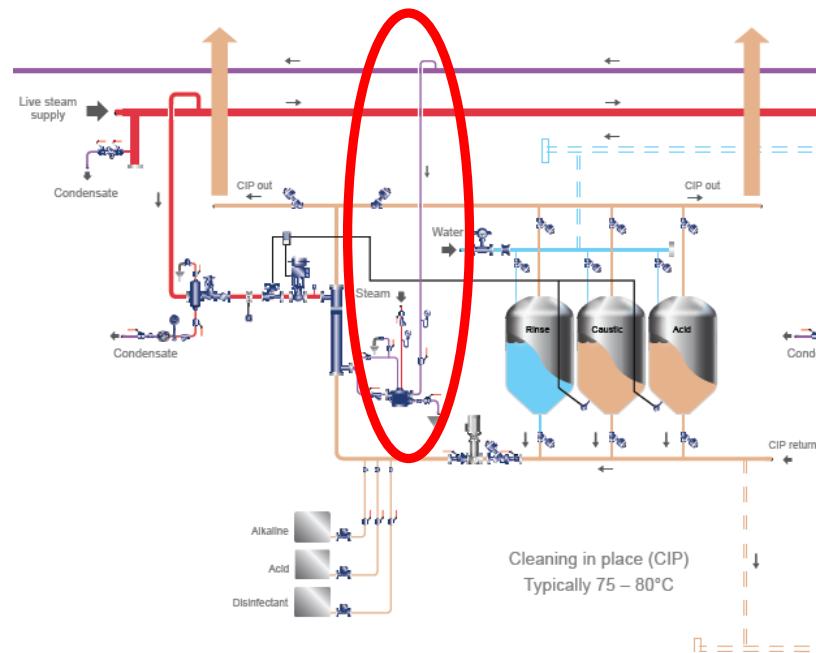 Live steam
supply
Condensate
CIP out
CIP out
Water
Steam
Rinse
Caustic
Acid
Condensate
CIP return
Alkaline
Acid
Disinfectant
Cleaning in place (CIP)
Typically 75 – 80°C